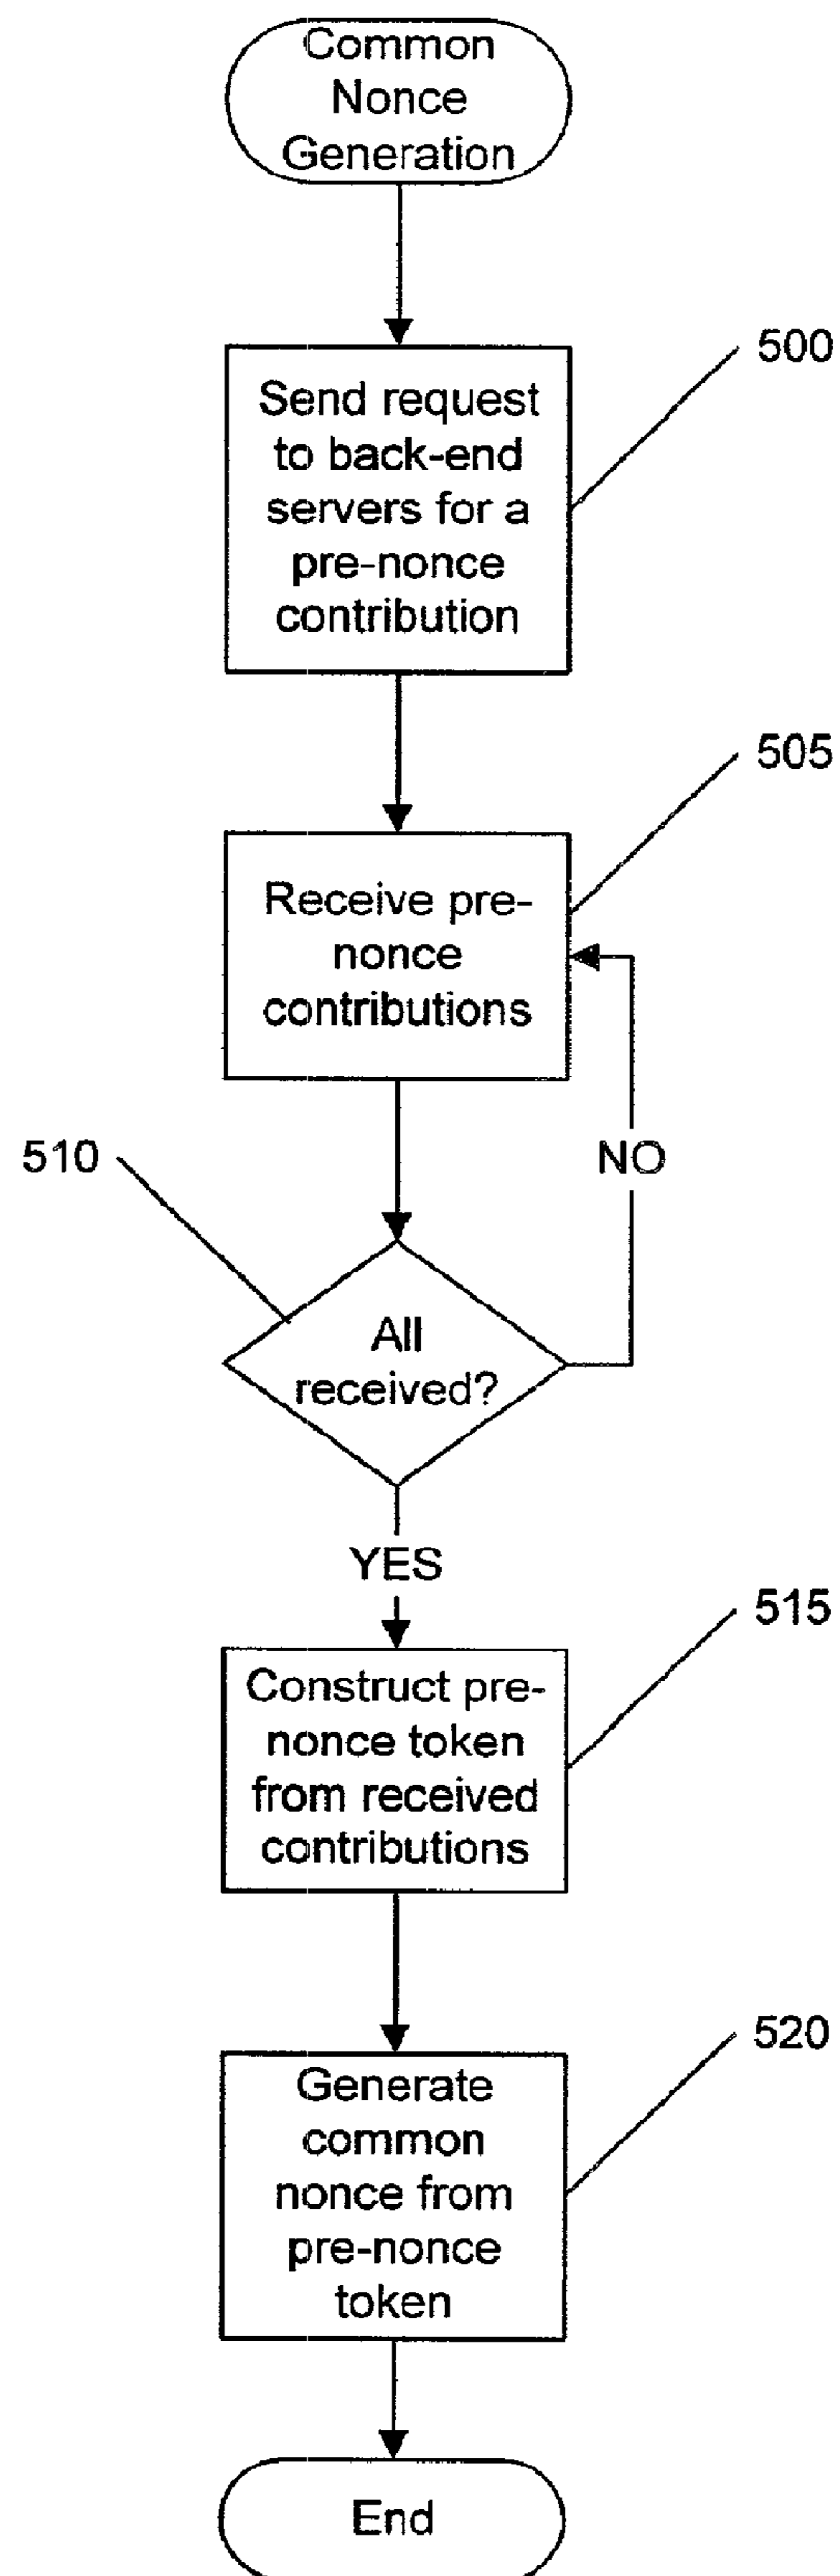 Common
Nonce
Generation
500
Send request
to back-end
servers for a
pre-nonce
contribution
505
Receive pre-
nonce
contributions
510
NO
All
received?
YES
515
Construct pre-
nonce token
from received
contributions
520
Generate
common
nonce from
pre-nonce
token
End